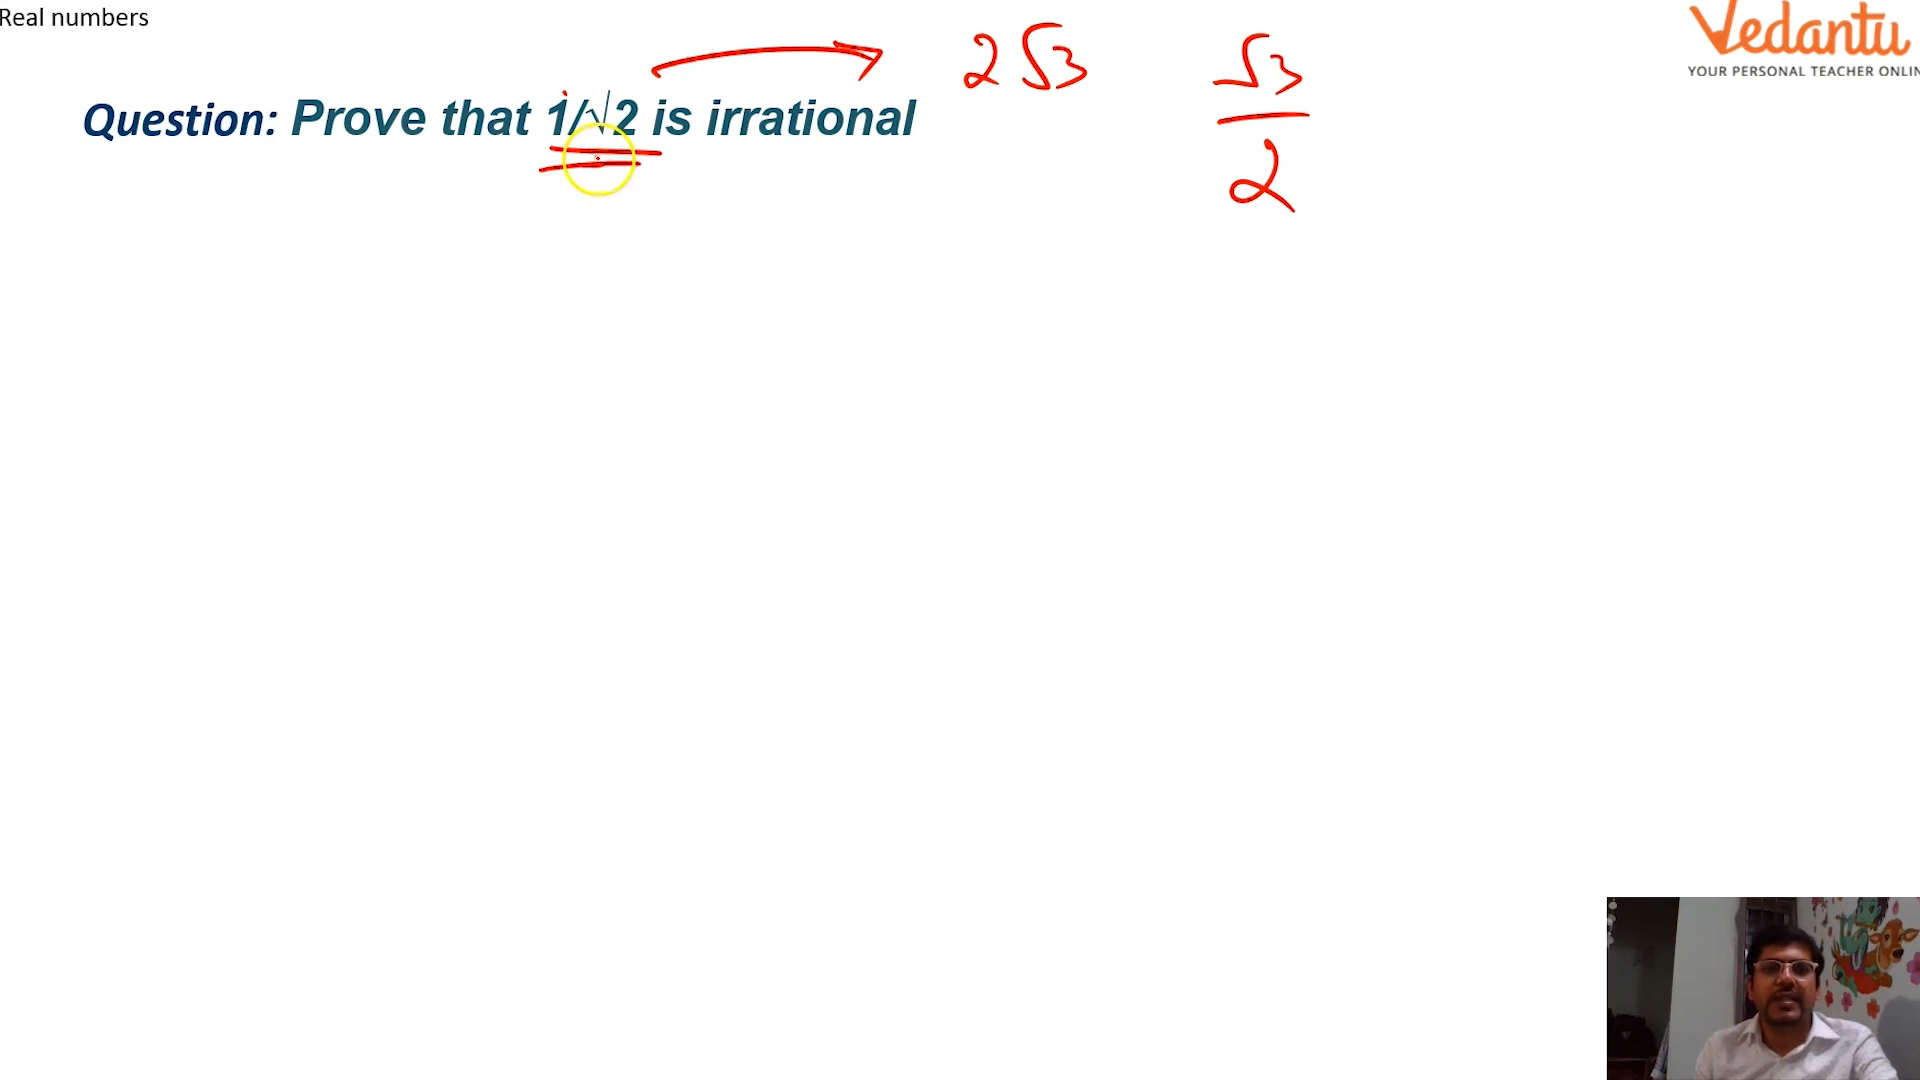 Real numbers
Vedantu
YOUR PERSONAL TEACHER ONLIN
2√3
√3
2
Question: Prove that 1/√2 is irrational